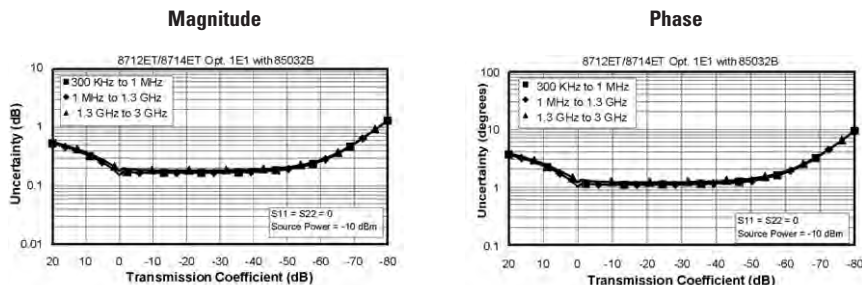 Magnitude
8712ET/8714ET Opt. 1E1 with 85032B
10
1
0.1
0.01
Uncertainty (dB)
300 KHz to 1 MHz
1 MHz to 1.3 GHz
1.3 GHz to 3 GHz
S11 = S22 = 0
Source Power = -10 dBm
20 10 0 -10 -20 -30 -40 -50 -60 -70 -80
Transmission Coefficient (dB)
Phase
8712ET/8714ET Opt. 1E1 with 85032B
100
10
1
0.1
Uncertainty (degrees)
300 KHz to 1 MHz
1 MHz to 1.3 GHz
1.3 GHz to 3 GHz
S11 = S22 = 0
Source Power = -10 dBm
20 10 0 -10 -20 -30 -40 -50 -60 -70 -80
Transmission Coefficient (dB)